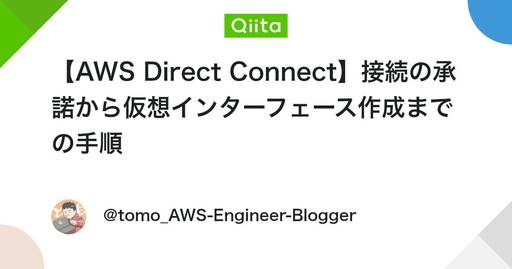 Qiita
【AWS Direct Connect】接続の承
諾から仮想インターフェース作成まで
の手順
@tomo_AWS-Engineer-Blogger